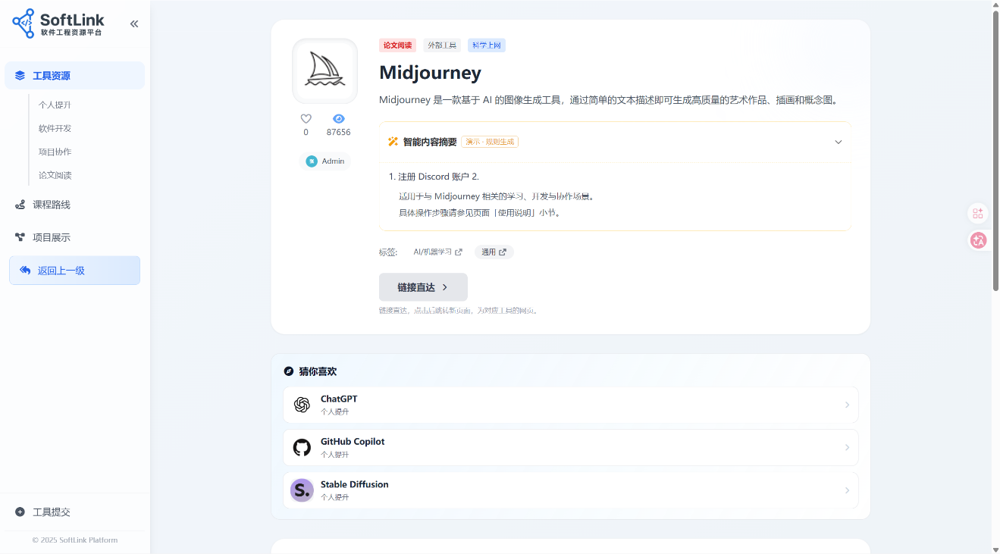 SoftLink
软件工程资源平台
工具资源
个人提升
软件开发
项目协作
论文阅读
课程路线
项目展示
返回上一级
工具提交
© 2025 SoftLink Platform
论文阅读 外部工具 科学上网
Midjourney
Midjourney 是一款基于 AI 的图像生成工具，通过简单的文本描述即可生成高质量的艺术作品、插画和概念图。
0 87656
Admin
智能内容摘要 演示 · 规则生成
1. 注册 Discord 账户 2.
适用于与 Midjourney 相关的学习、开发与协作场景。
具体操作步骤请参见页面「使用说明」小节。
标签: AI/机器学习 通用
链接直达
链接直达，点击后跳转新页面，为对应工具的网页。
猜你喜欢
ChatGPT
个人提升
GitHub Copilot
个人提升
S.
Stable Diffusion
个人提升